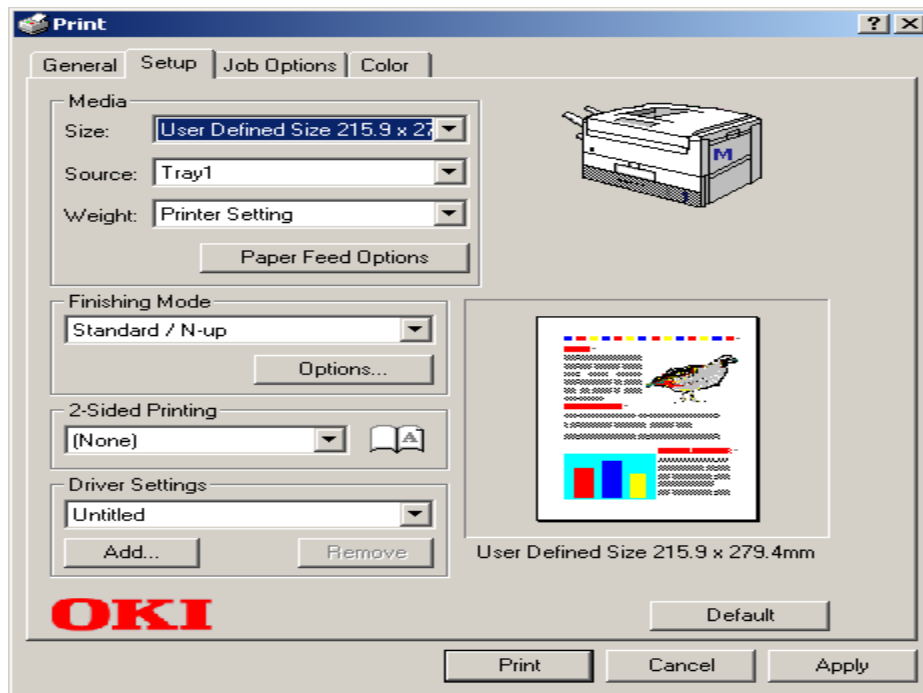 Print
General Setup Job Options Color
Media
Size: User Defined Size 215.9 x 27
Source: Tray1
Weight: Printer Setting
Paper Feed Options
M
Finishing Mode
Standard / N-up
Options...
2-Sided Printing
(None)
A
Driver Settings
Untitled
Add... Remove
User Defined Size 215.9 x 279.4mm
OKI
Default
Print Cancel Apply